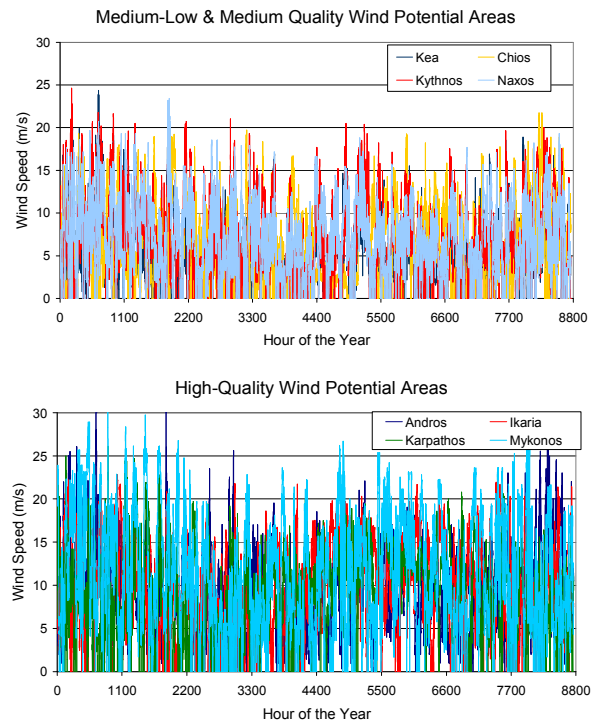 Medium-Low & Medium Quality Wind Potential Areas
Wind Speed (m/s)
30
25
20
15
10
5
0
Kea
Chios
Kythnos
Naxos
0 1100 2200 3300 4400 5500 6600 7700 8800
Hour of the Year
High-Quality Wind Potential Areas
Wind Speed (m/s)
30
25
20
15
10
5
0
Andros
Ikaria
Karpathos
Mykonos
0 1100 2200 3300 4400 5500 6600 7700 8800
Hour of the Year